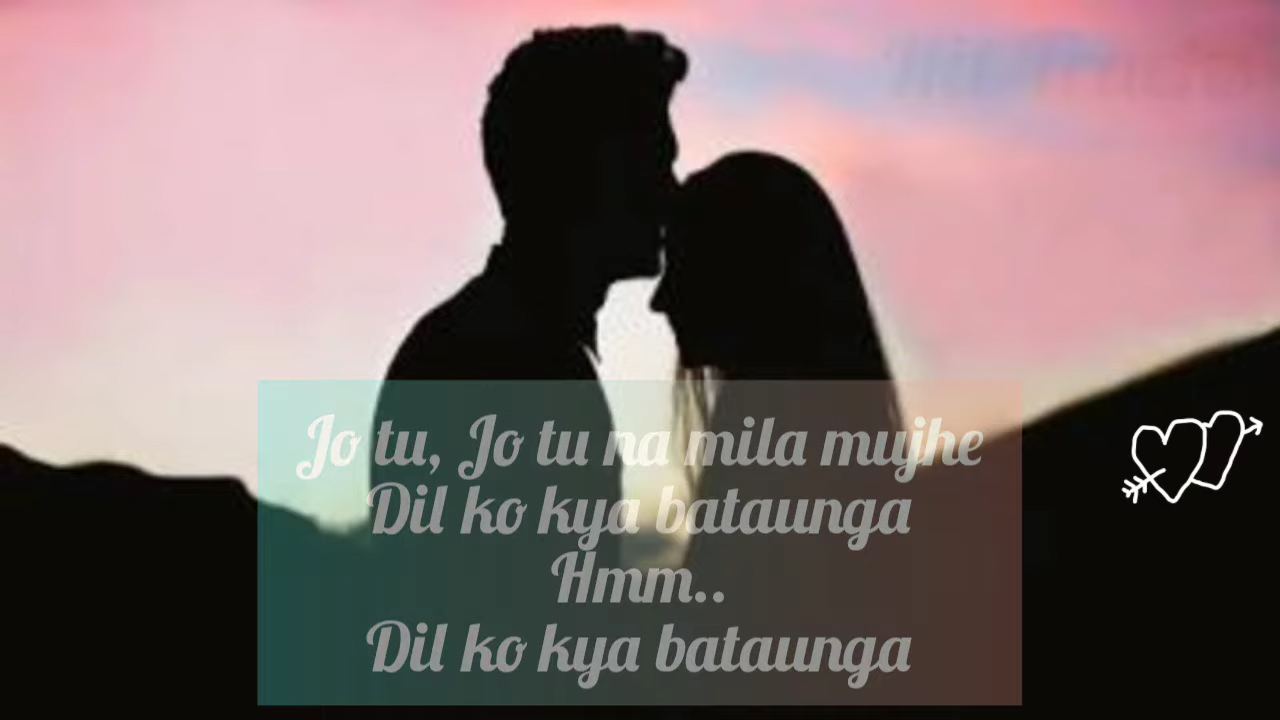 Jo tu, Jo tu na mila mujhe
Dil ko kya bataunga
Hmm..
Dil ko kya bataunga